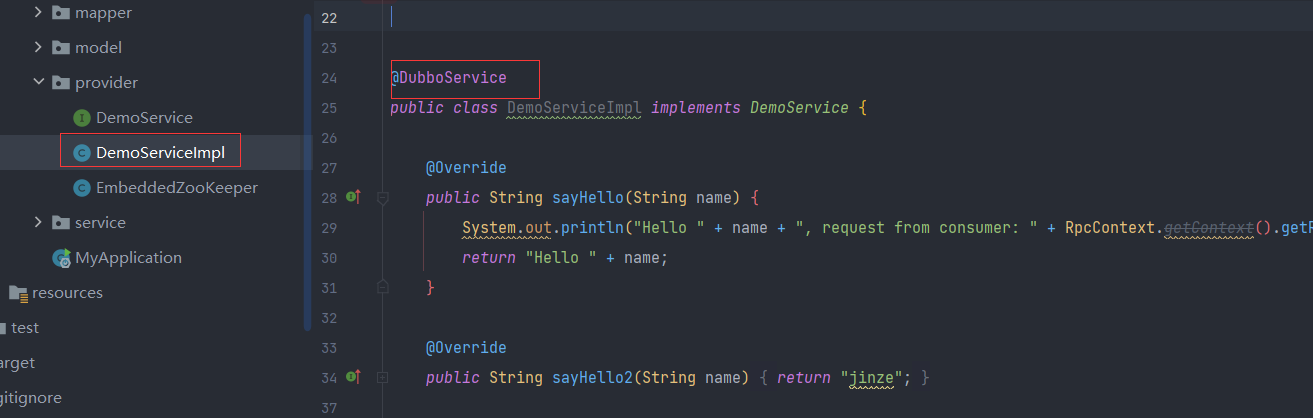 mapper
model
provider
DemoService
DemoServiceImpl
EmbeddedZooKeeper
service
MyApplication
resources
test
arget
gitignore
22
23
24 @DubboService
25 public class DemoServiceImpl implements DemoService {
26
27 @Override
28 public String sayHello(String name) {
29 System.out.println("Hello " + name + ", request from consumer: " + RpcContext.getContext().getR
30 return "Hello " + name;
31 }
32
33 @Override
34 public String sayHello2(String name) { return "jinze"; }
37